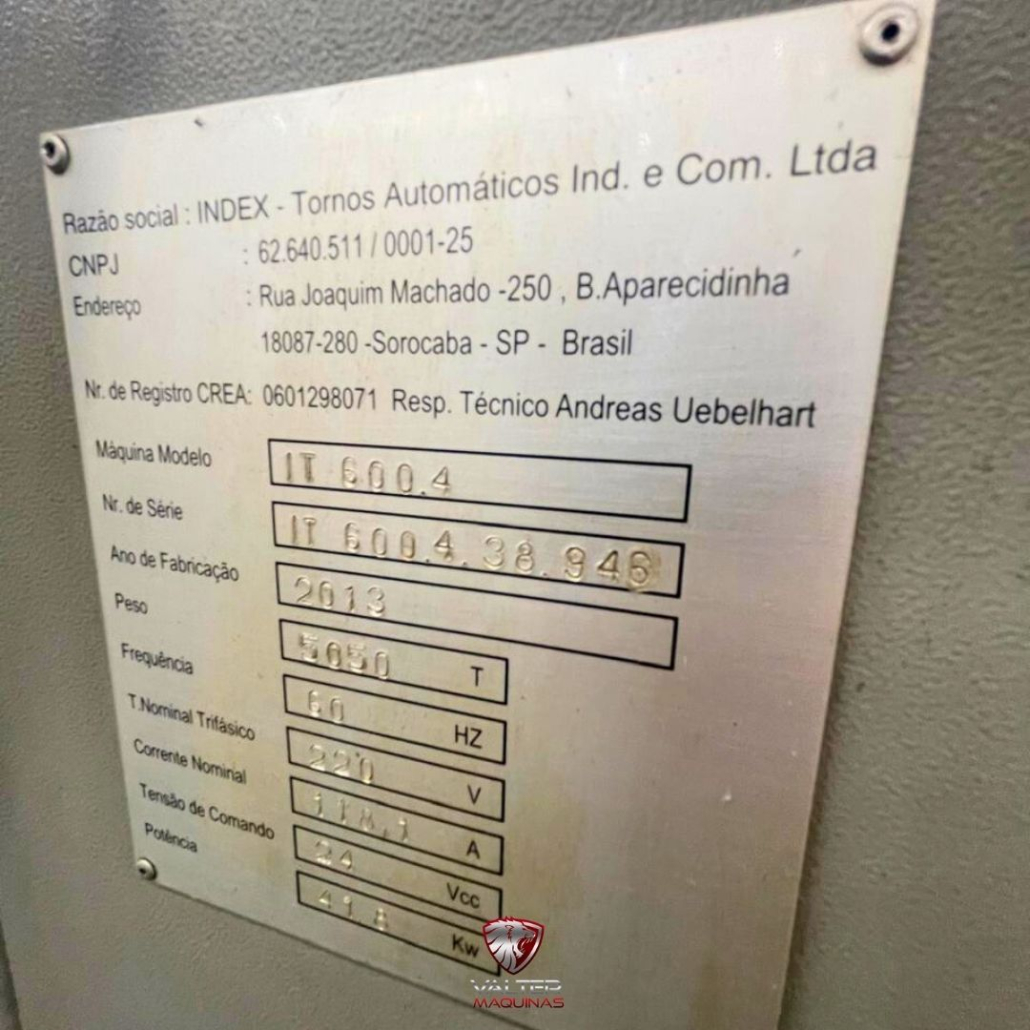 Razão social : INDEX - Tornos Automáticos Ind. e Com. Ltda
CNPJ : 62.640.511 / 0001-25
Endereço : Rua Joaquim Machado -250 , B.Aparecidinha
18087-280 -Sorocaba - SP - Brasil
Nr. de Registro CREA: 0601298071 Resp. Técnico Andreas Uebelhart
Máquina Modelo IT 600.4
Nr. de Série IT 600.4.38.946
Ano de Fabricação 2013
Peso 5050 T
Frequência 60 HZ
T.Nominal Trifásico 220 V
Corrente Nominal 118,1 A
Tensão de Comando 24 Vcc
Potência 41.8 Kw
VALTER
MAQUINAS